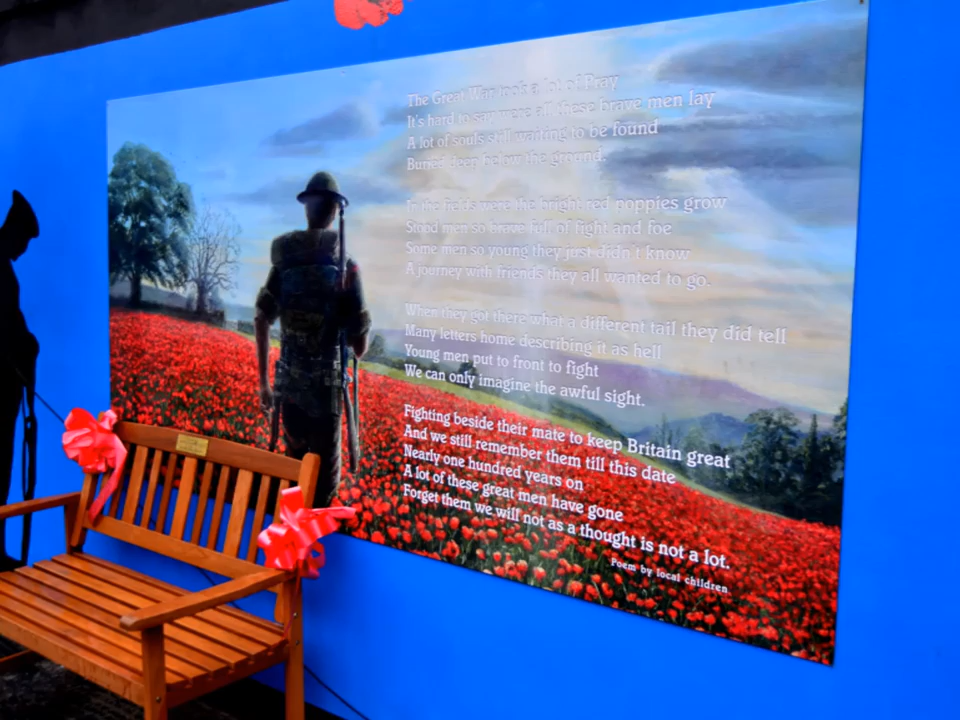 The Great War took a lot of Pray
It's hard to say were all these brave men lay
A lot of souls still waiting to be found
Buried deep below the ground.
In the fields were the bright red poppies grow
Stood men so brave full of fight and foe
Some men so young they just didn't know
A journey with friends they all wanted to go.
When they got there what a different tail they did tell
Many letters home describing it as hell
Young men put to front to fight
We can only imagine the awful sight.
Fighting beside their mate to keep Britain great
And we still remember them till this date
Nearly one hundred years on
A lot of these great men have gone
Forget them we will not as a thought is not a lot.
Poem by local children